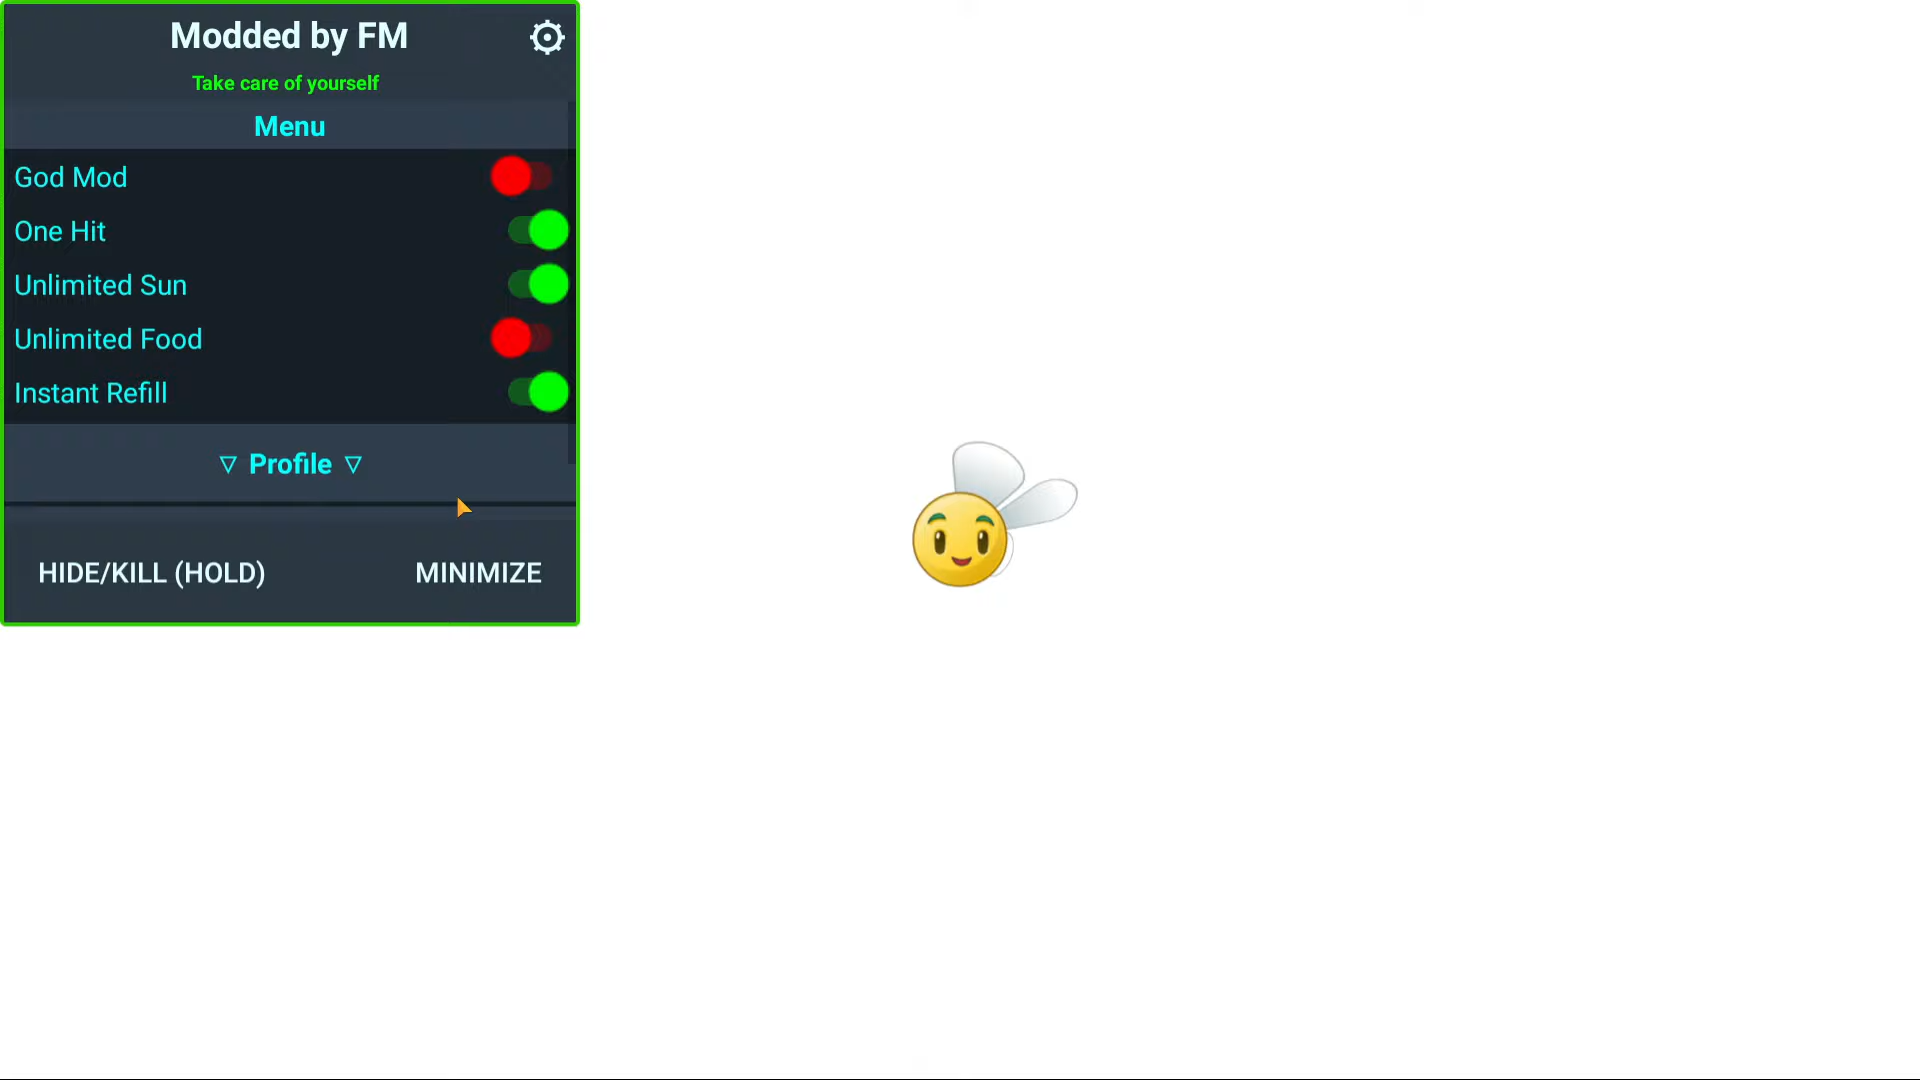 Modded by FM
Take care of yourself
Menu
God Mod
One Hit
Unlimited Sun
Unlimited Food
Instant Refill
▽ Profile ▽
HIDE/KILL (HOLD)
MINIMIZE